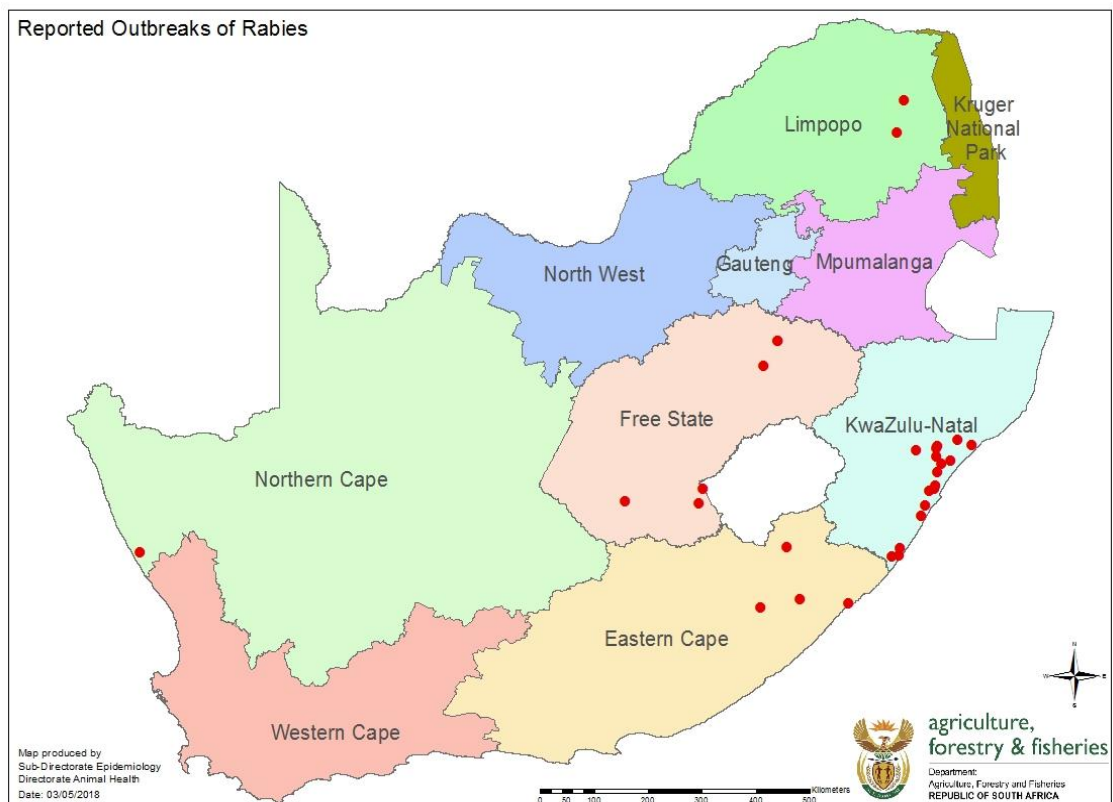 Reported Outbreaks of Rabies
Limpopo
Kruger
National
Park
North West
Gauteng
Mpumalanga
Free State
KwaZulu-Natal
Northern Cape
Eastern Cape
Western Cape
N
W
E
S
Map produced by
Sub-Directorate Epidemiology
Directorate Animal Health
Date: 03/05/2018
Kilometers
0 50 100 200 300 400 500
agriculture,
forestry & fisheries
Department:
Agriculture, Forestry and Fisheries
REPUBLIC OF SOUTH AFRICA